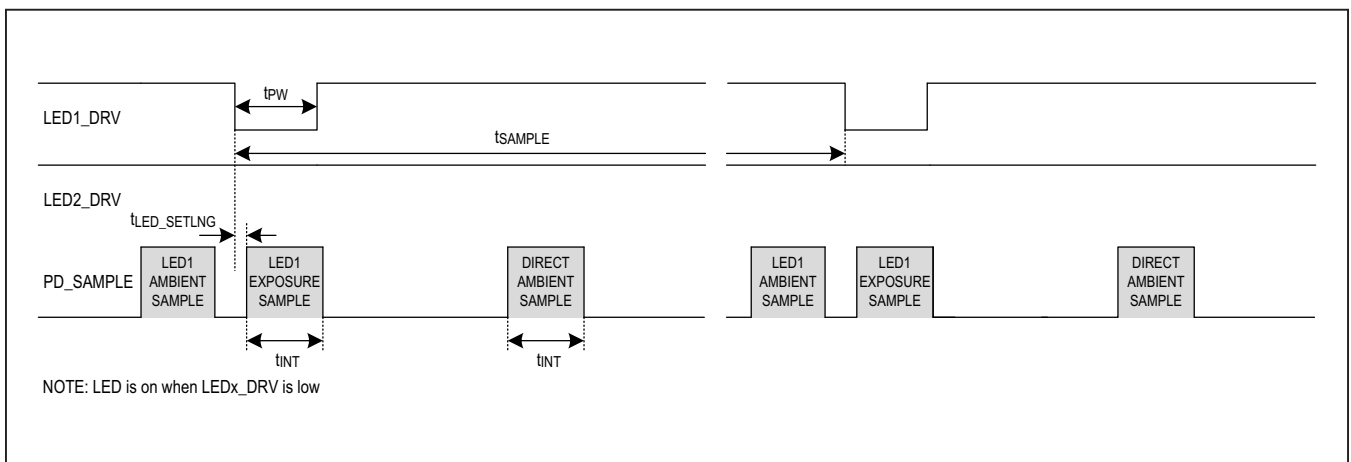 tPW
LED1_DRV
tSAMPLE
LED2_DRV
tLED_SETLNG
PD_SAMPLE
LED1
AMBIENT
SAMPLE
LED1
EXPOSURE
SAMPLE
DIRECT
AMBIENT
SAMPLE
LED1
AMBIENT
SAMPLE
LED1
EXPOSURE
SAMPLE
DIRECT
AMBIENT
SAMPLE
tINT
tINT
NOTE: LED is on when LEDx_DRV is low